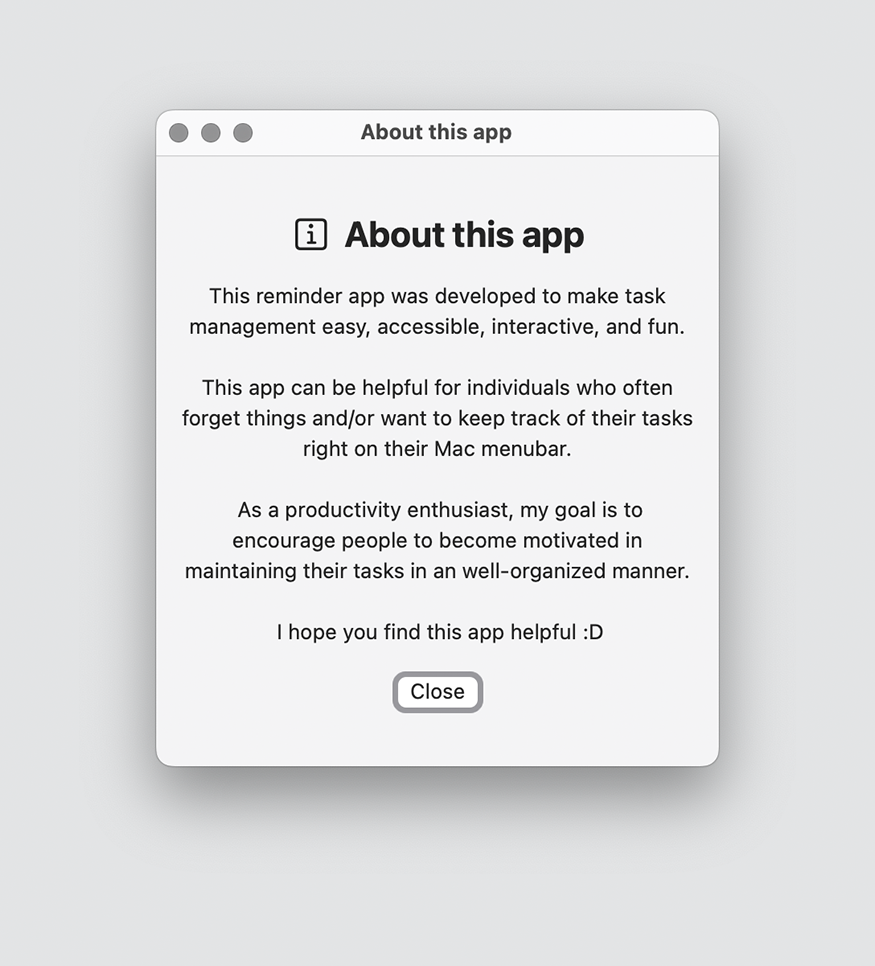 About this app
About this app
This reminder app was developed to make task
management easy, accessible, interactive, and fun.
This app can be helpful for individuals who often
forget things and/or want to keep track of their tasks
right on their Mac menubar.
As a productivity enthusiast, my goal is to
encourage people to become motivated in
maintaining their tasks in an well-organized manner.
I hope you find this app helpful :D
Close